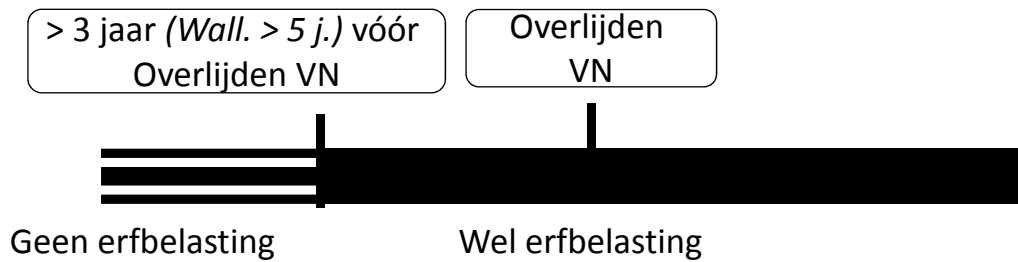 > 3 jaar (Wall. > 5 j.) vóór
Overlijden VN
Overlijden
VN
Geen erfbelasting
Wel erfbelasting